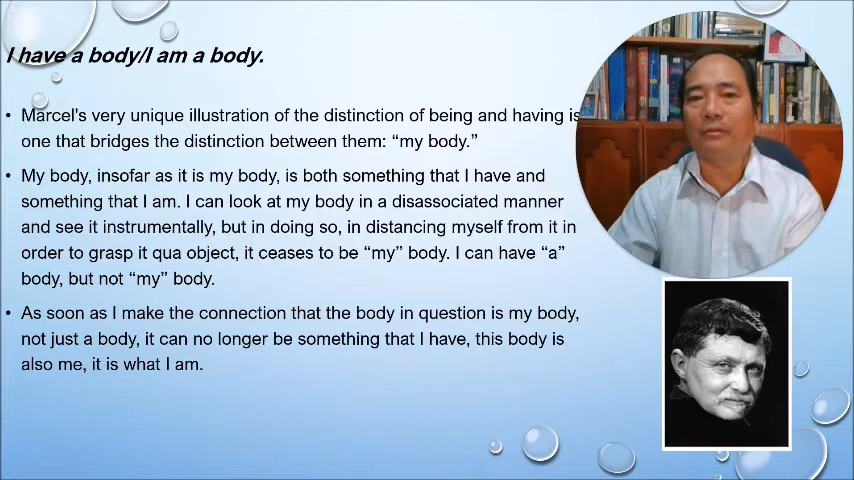 I have a body/I am a body.
• Marcel's very unique illustration of the distinction of being and having is
one that bridges the distinction between them: “my body.”
• My body, insofar as it is my body, is both something that I have and
something that I am. I can look at my body in a disassociated manner
and see it instrumentally, but in doing so, in distancing myself from it in
order to grasp it qua object, it ceases to be “my” body. I can have “a”
body, but not “my” body.
• As soon as I make the connection that the body in question is my body,
not just a body, it can no longer be something that I have, this body is
also me, it is what I am.